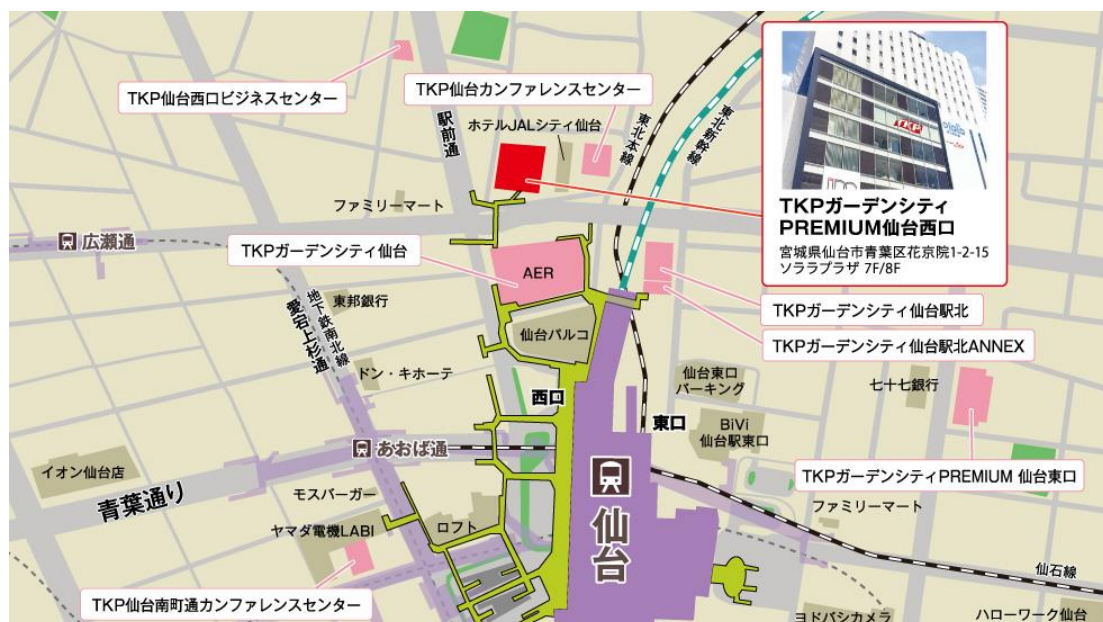 TKP仙台西口ビジネスセンター
TKP仙台カンファレンスセンター
ホテルJALシティ仙台
駅前通
東北本線
東北新幹線
TKP
TKPガーデンシティ
PREMIUM仙台西口
宮城県仙台市青葉区花京院1-2-15
ソララプラザ 7F/8F
ファミリーマート
広瀬通
TKPガーデンシティ仙台
AER
東邦銀行
地下鉄南北線
愛宕上杉通
仙台パルコ
TKPガーデンシティ仙台駅北
TKPガーデンシティ仙台駅北ANNEX
ドン・キホーテ
西口
東口
仙台東口
パーキング
七十七銀行
BiVi
仙台駅東口
あおば通
イオン仙台店
青葉通り
モスバーガー
ヤマダ電機LABI
ロフト
仙台
TKPガーデンシティPREMIUM 仙台東口
ファミリーマート
仙石線
TKP仙台南町通カンファレンスセンター
ヨドバシカメラ
ハローワーク仙台